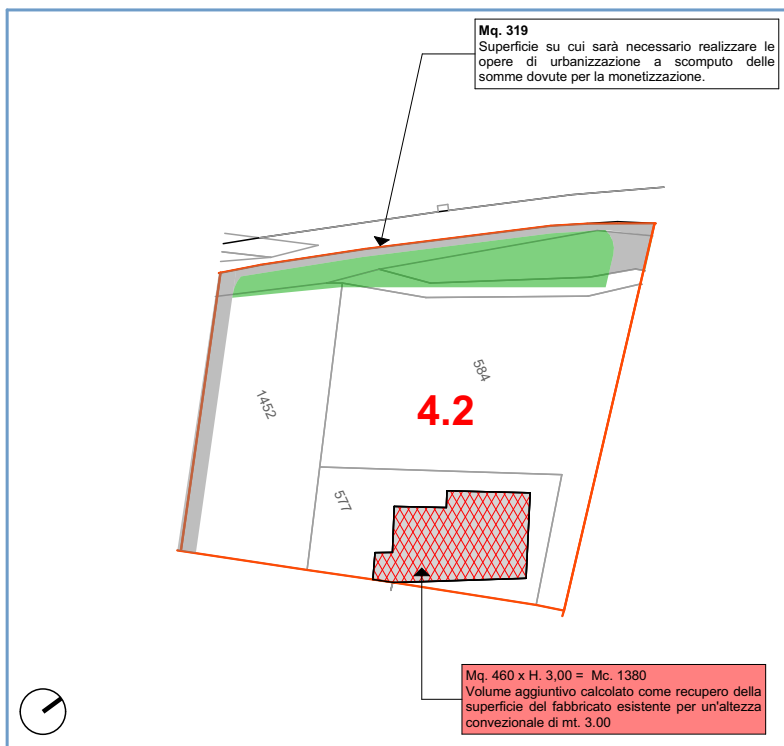 Mq. 319
Superficie su cui sarà necessario realizzare le
opere di urbanizzazione a scomputo delle
somme dovute per la monetizzazione.
584
1452
4.2
577
Mq. 460 x H. 3,00 = Mc. 1380
Volume aggiuntivo calcolato come recupero della
superficie del fabbricato esistente per un'altezza
convezionale di mt. 3.00